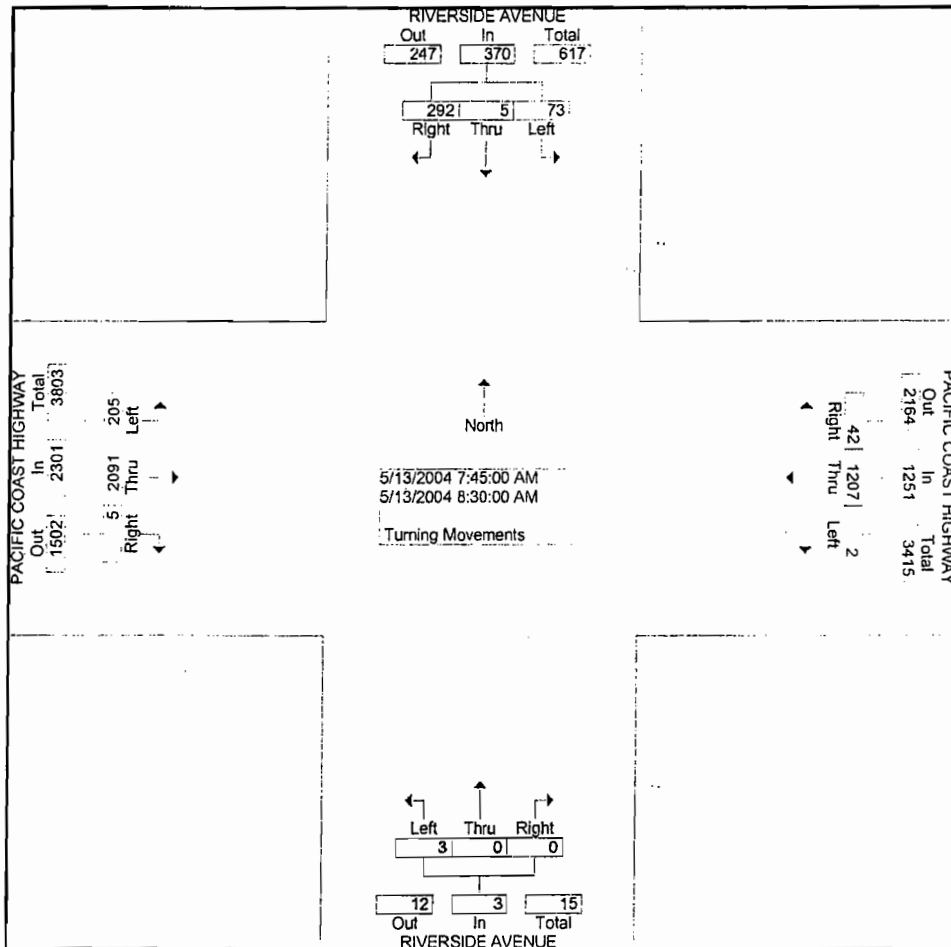 RIVERSIDE AVENUE
Out In Total
247 370 617
292 5 73
Right Thru Left
PACIFIC COAST HIGHWAY
Out In Total
1502 2301 3803
5 2091 205
Right Thru Left
North
5/13/2004 7:45:00 AM
5/13/2004 8:30:00 AM
Turning Movements
PACIFIC COAST HIGHWAY
Out In Total
2164 1251 3415
42 1207 2
Right Thru Left
Left Thru Right
3 0 0
12 3 15
Out In Total
RIVERSIDE AVENUE